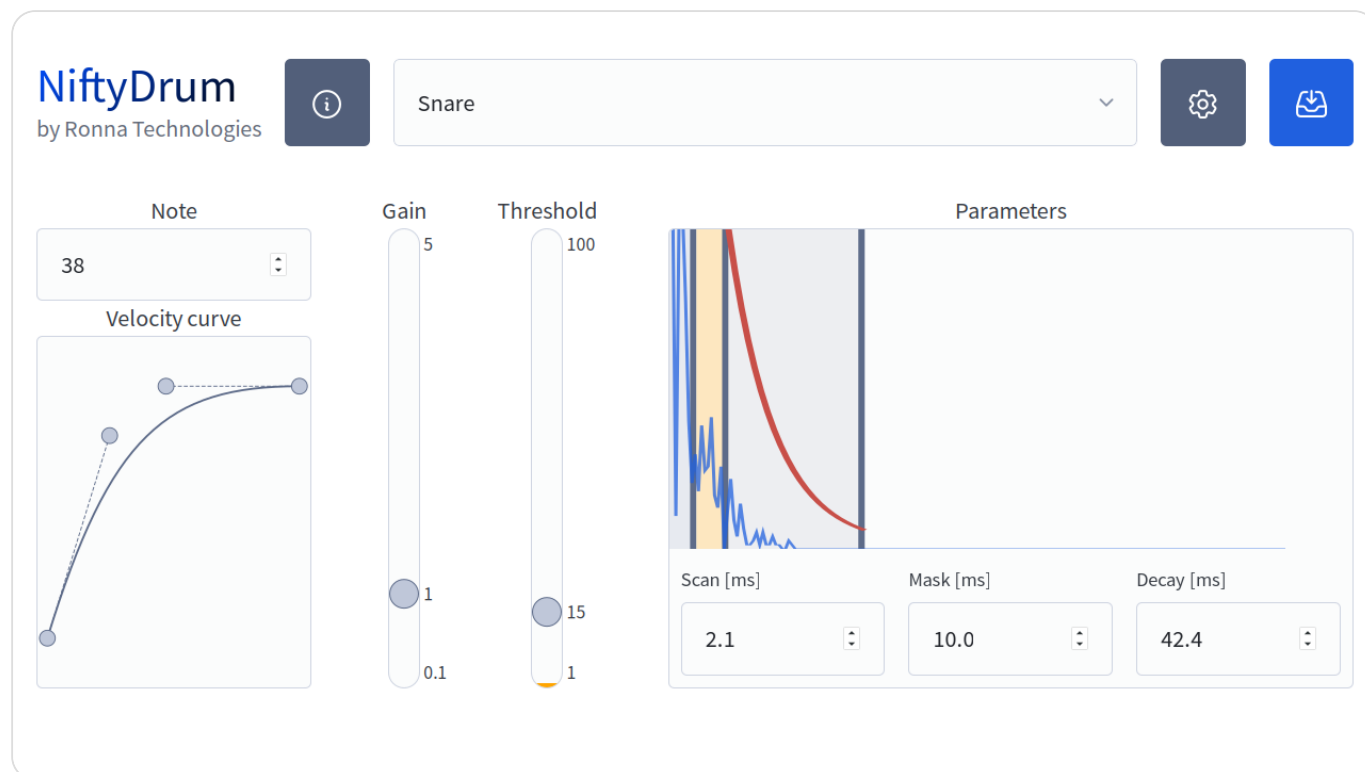 NiftyDrum
by Ronna Technologies
Snare
Note
38
Velocity curve
Gain
5
1
0.1
Threshold
100
15
1
Parameters
Scan [ms]
2.1
Mask [ms]
10.0
Decay [ms]
42.4